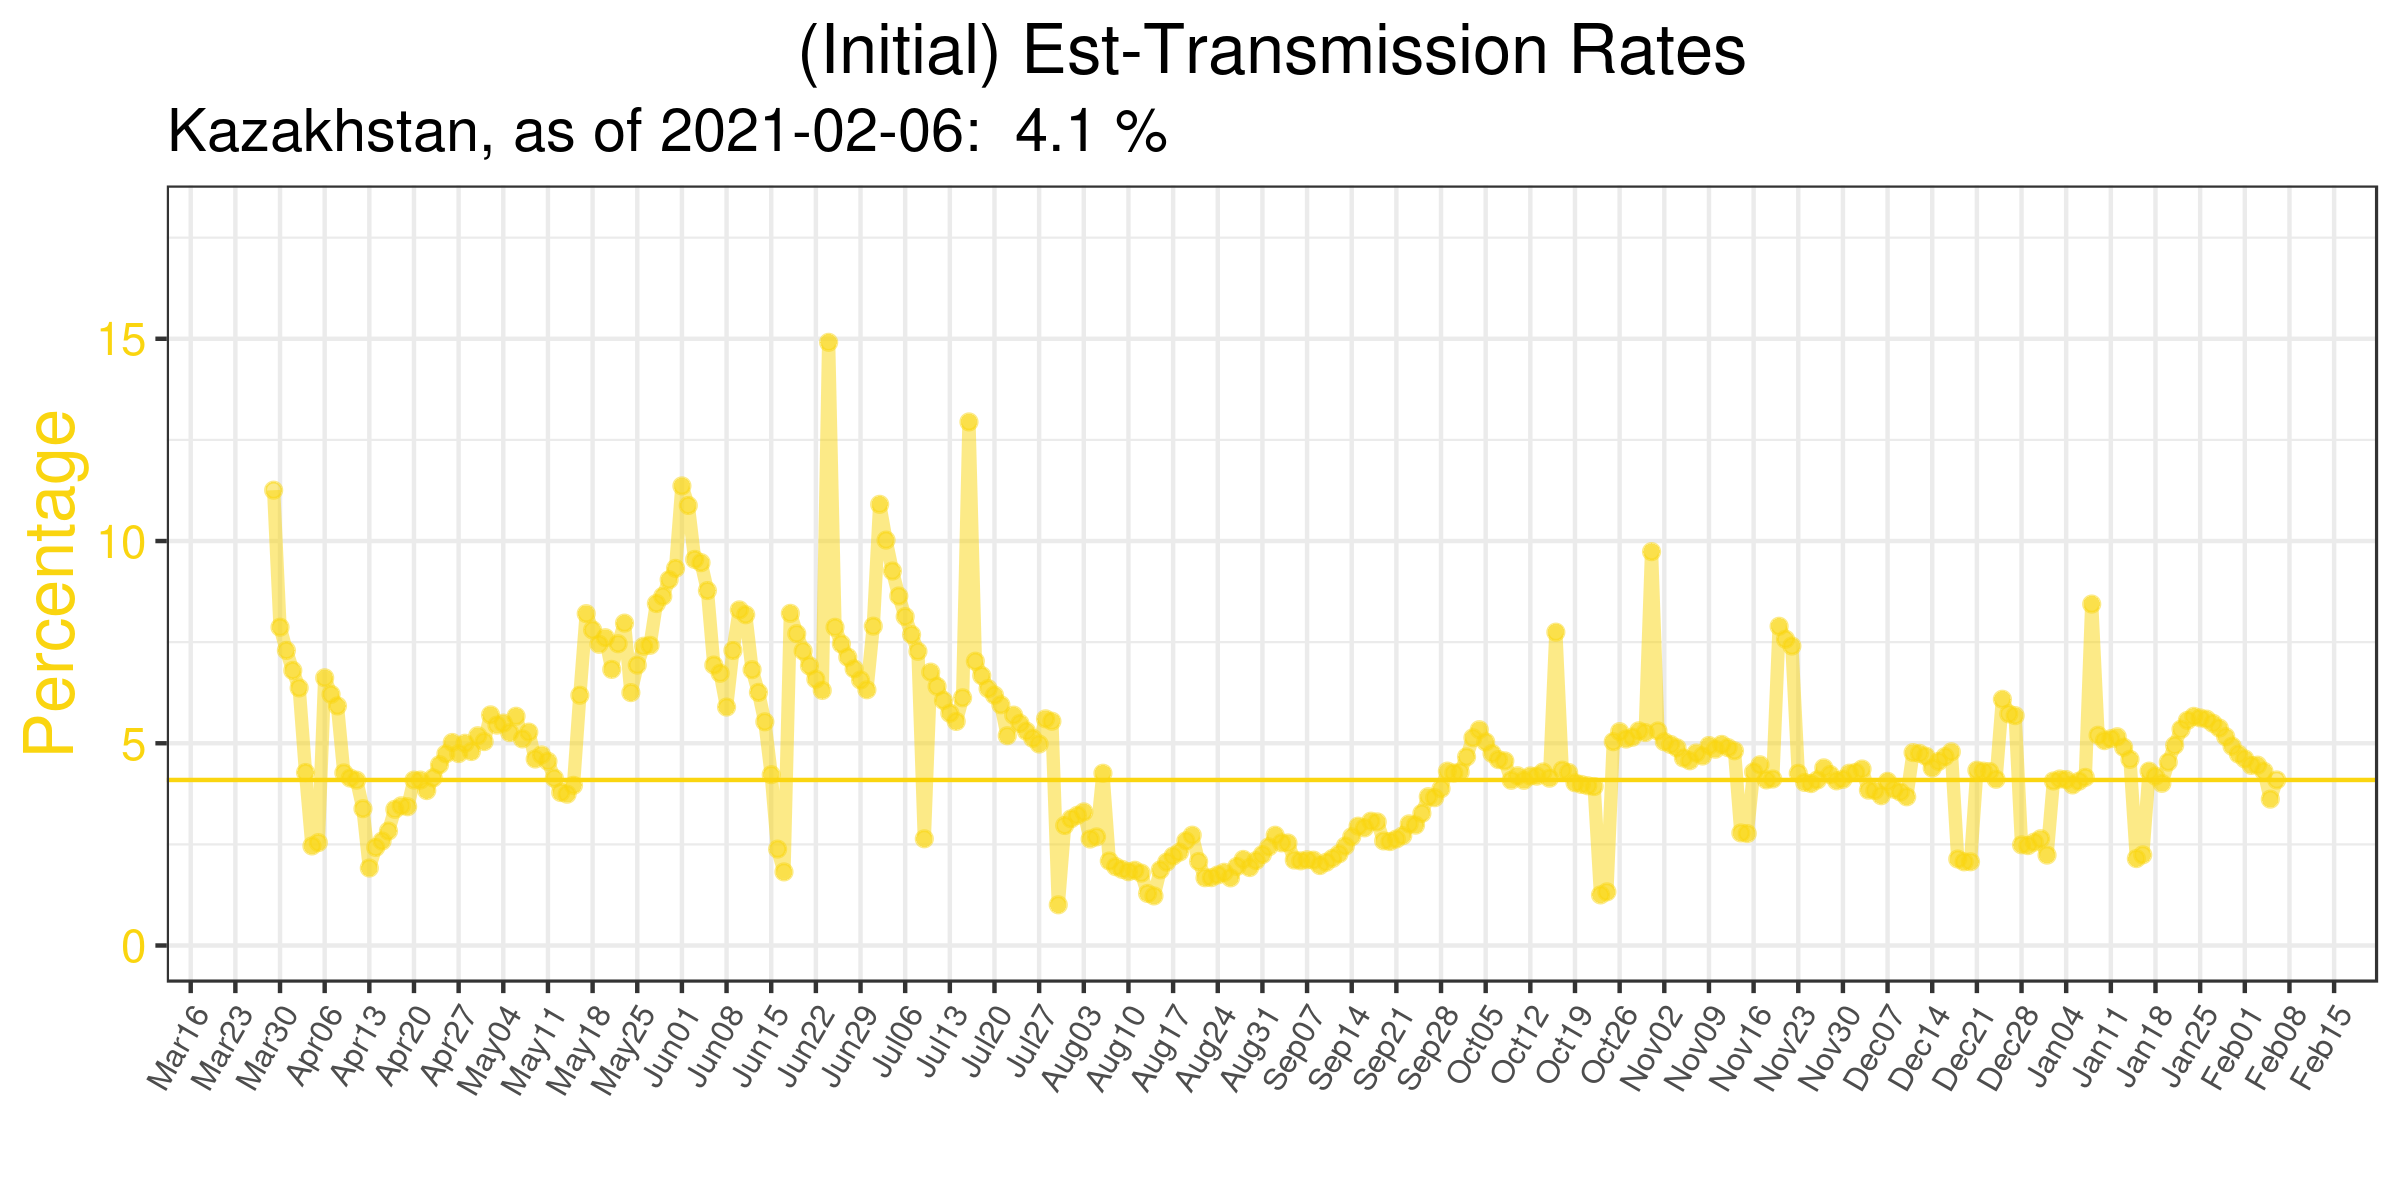 (Initial) Est-Transmission Rates
Kazakhstan, as of 2021-02-06:  4.1 %
Percentage
15
10
5
0
Mar16 Mar23 Mar30 Apr06 Apr13 Apr20 Apr27 May04 May11 May18 May25 Jun01 Jun08 Jun15 Jun22 Jun29 Jul06 Jul13 Jul20 Jul27 Aug03 Aug10 Aug17 Aug24 Aug31 Sep07 Sep14 Sep21 Sep28 Oct05 Oct12 Oct19 Oct26 Nov02 Nov09 Nov16 Nov23 Nov30 Dec07 Dec14 Dec21 Dec28 Jan04 Jan11 Jan18 Jan25 Feb01 Feb08 Feb15